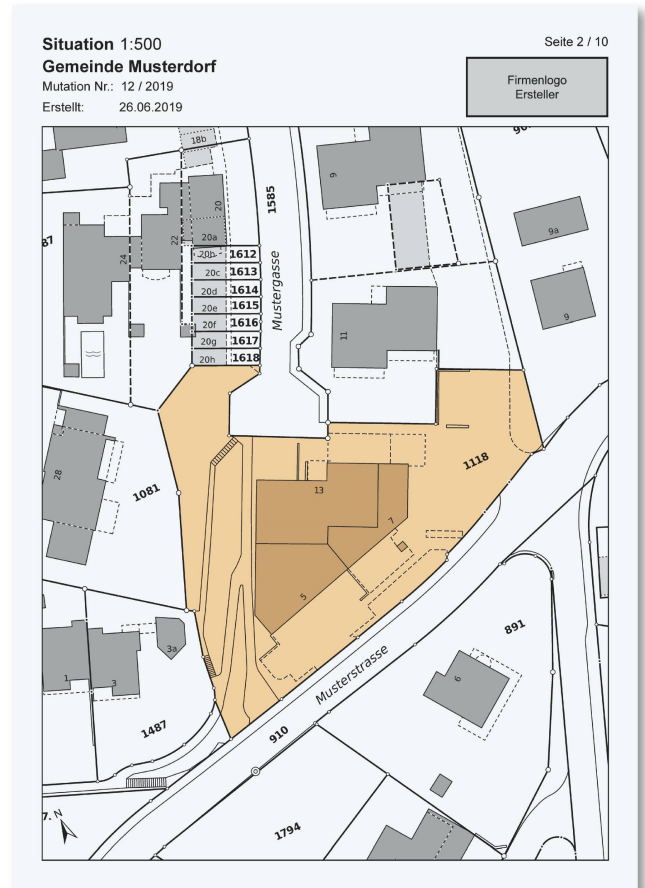 Situation 1:500
Gemeinde Musterdorf
Mutation Nr.: 12 / 2019
Erstellt: 26.06.2019
Seite 2 / 10
Firmenlogo
Ersteller
18b
1585
9
9a
9
20
20a
22
24
87
20b 1612
20c 1613
20d 1614
20e 1615
20f 1616
20g 1617
20h 1618
Mustergasse
11
28
1081
1118
13
7
5
1
3
3a
1487
Musterstrasse
910
891
6
1794
7.
N